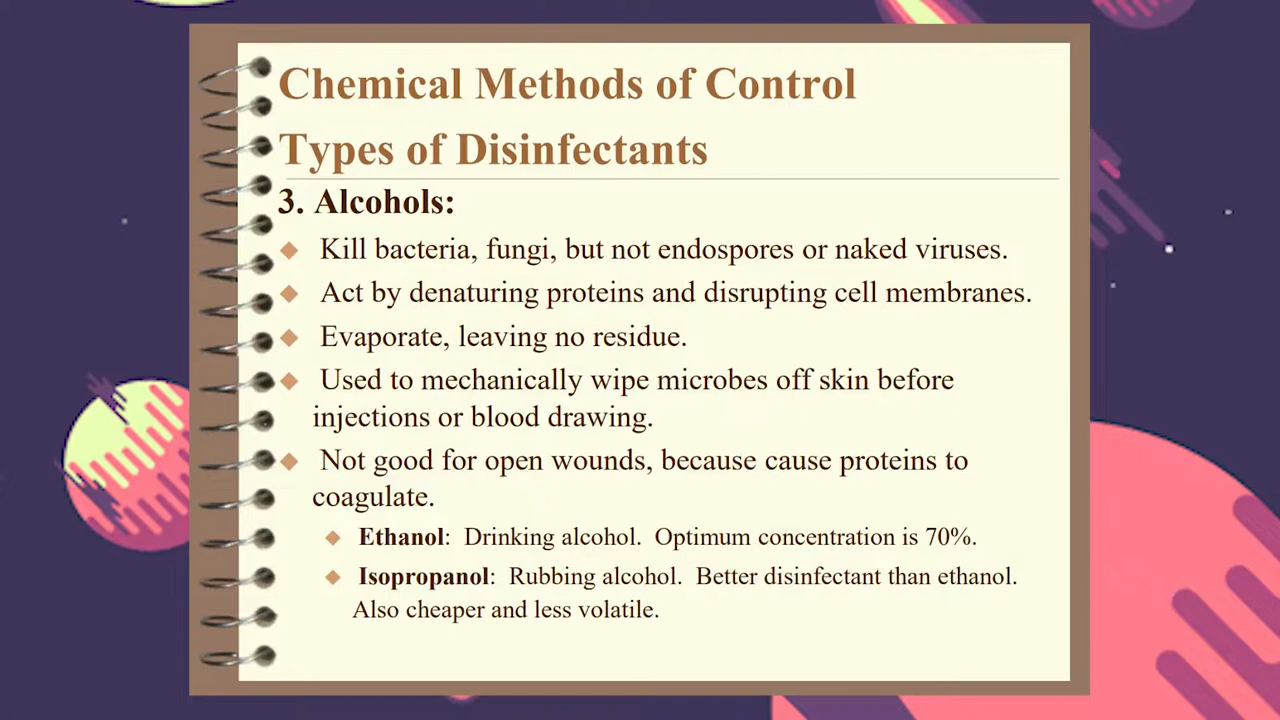 Chemical Methods of Control
Types of Disinfectants
3. Alcohols:
Kill bacteria, fungi, but not endospores or naked viruses.
Act by denaturing proteins and disrupting cell membranes.
Evaporate, leaving no residue.
Used to mechanically wipe microbes off skin before
injections or blood drawing.
Not good for open wounds, because cause proteins to
coagulate.
Ethanol: Drinking alcohol. Optimum concentration is 70%.
Isopropanol: Rubbing alcohol. Better disinfectant than ethanol.
Also cheaper and less volatile.